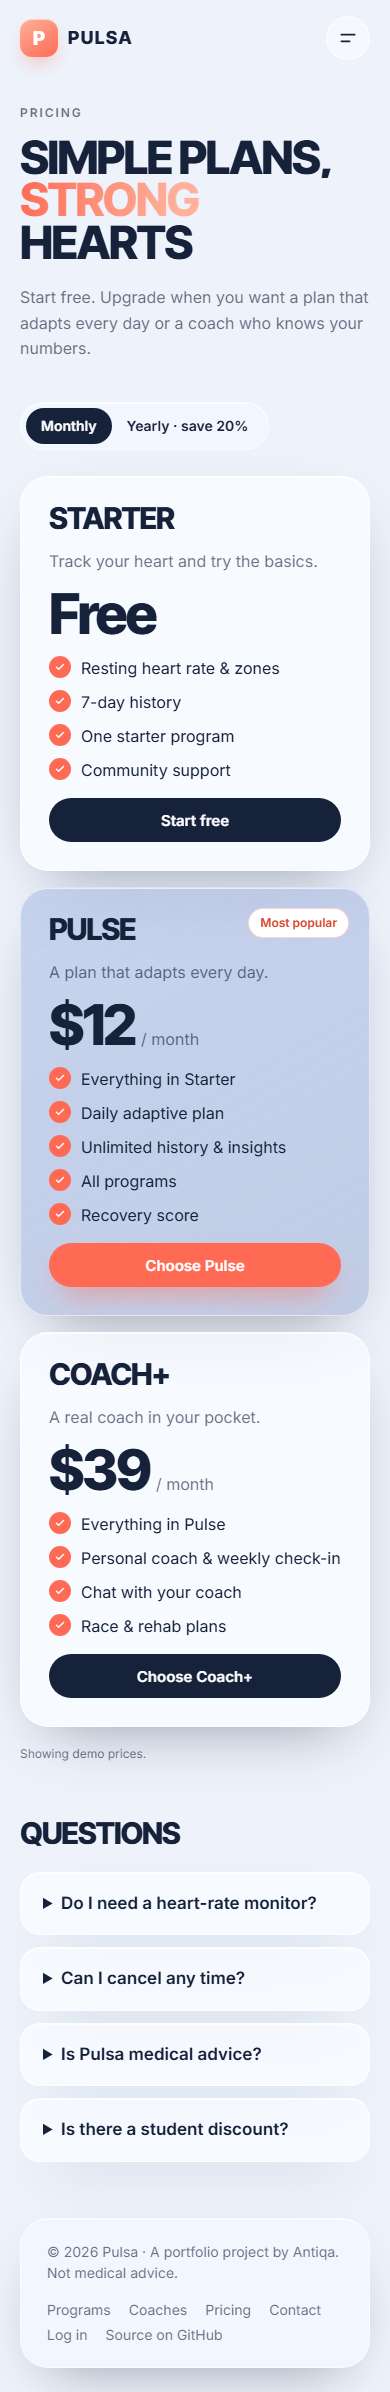 P PULSA
PRICING
SIMPLE PLANS,
STRONG
HEARTS
Start free. Upgrade when you want a plan that
adapts every day or a coach who knows your
numbers.
Monthly Yearly · save 20%
STARTER
Track your heart and try the basics.
Free
Resting heart rate & zones
7-day history
One starter program
Community support
Start free
PULSE Most popular
A plan that adapts every day.
$12 / month
Everything in Starter
Daily adaptive plan
Unlimited history & insights
All programs
Recovery score
Choose Pulse
COACH+
A real coach in your pocket.
$39 / month
Everything in Pulse
Personal coach & weekly check-in
Chat with your coach
Race & rehab plans
Choose Coach+
Showing demo prices.
QUESTIONS
Do I need a heart-rate monitor?
Can I cancel any time?
Is Pulsa medical advice?
Is there a student discount?
© 2026 Pulsa · A portfolio project by Antiqa.
Not medical advice.
Programs Coaches Pricing Contact
Log in Source on GitHub